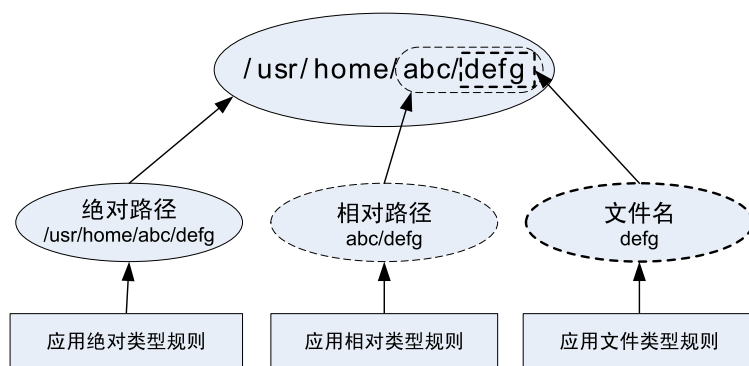 /usr/home/abc/defg
绝对路径
/usr/home/abc/defg
相对路径
abc/defg
文件名
defg
应用绝对类型规则
应用相对类型规则
应用文件类型规则